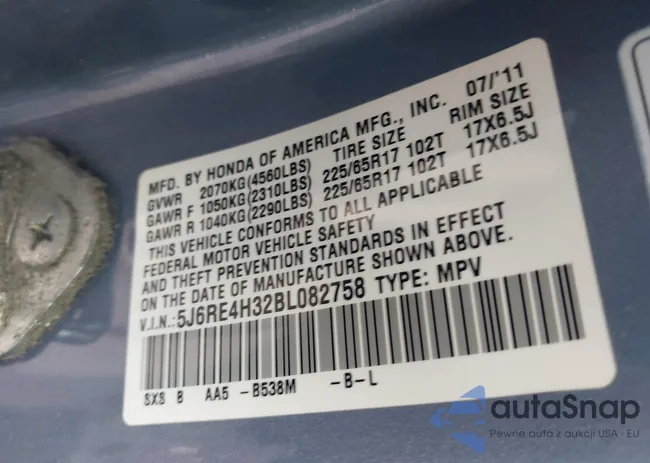 MFD. BY HONDA OF AMERICA MFG., INC. 07/'11
GVWR 2070KG(4560LBS) TIRE SIZE RIM SIZE
GAWR F 1050KG(2310LBS) 225/65R17 102T 17X6.5J
GAWR R 1040KG(2290LBS) 225/65R17 102T 17X6.5J
THIS VEHICLE CONFORMS TO ALL APPLICABLE
FEDERAL MOTOR VEHICLE SAFETY
AND THEFT PREVENTION STANDARDS IN EFFECT
ON THE DATE OF MANUFACTURE SHOWN ABOVE.
V.I.N.:5J6RE4H32BL082758 TYPE: MPV
SXS B AA5 -B538M -B-L
autaSnap
Pewne auta z aukcji USA i EU